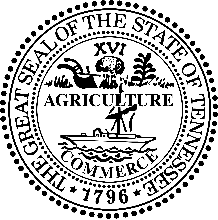 THE GREAT SEAL OF THE STATE OF TENNESSEE
XVI
AGRICULTURE
COMMERCE
1796